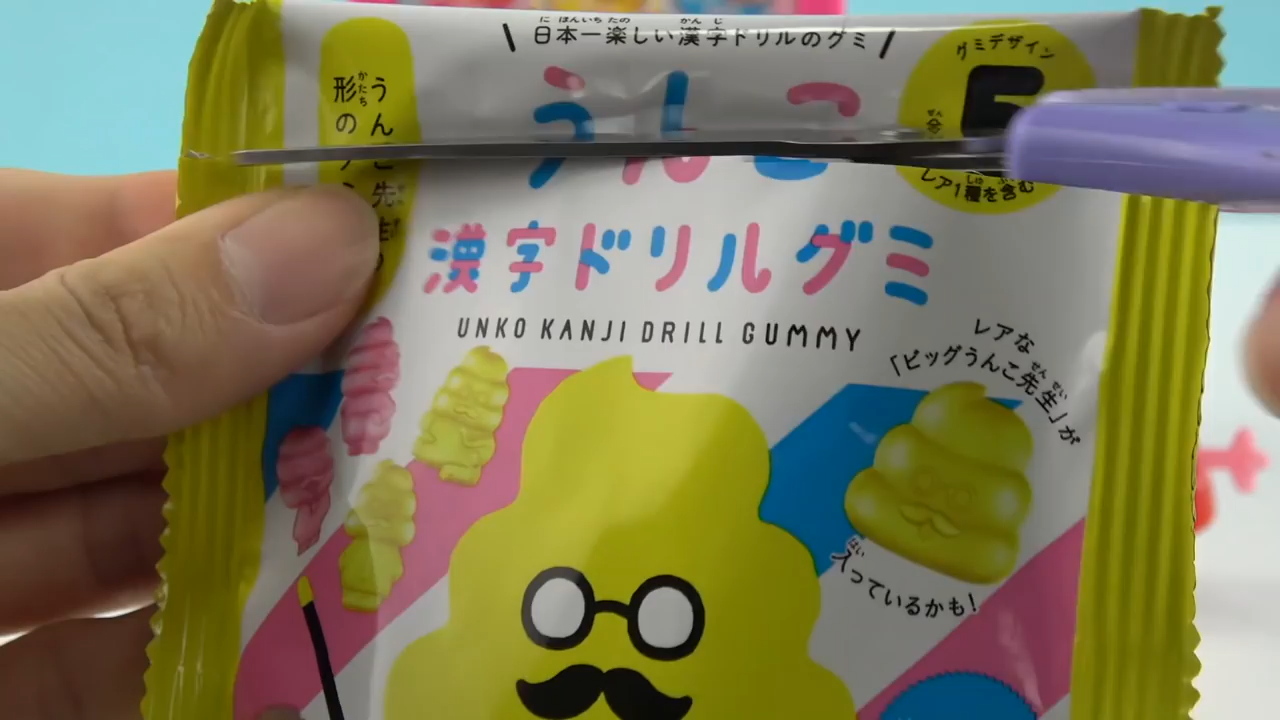 日本一楽しい漢字ドリルのグミ
うんこ
漢字ドリルグミ
UNKO KANJI DRILL GUMMY
うんこ先生の
形の
グミデザイン
レア1種を含む
レアな
「ビッグうんこ先生」が
入っているかも!